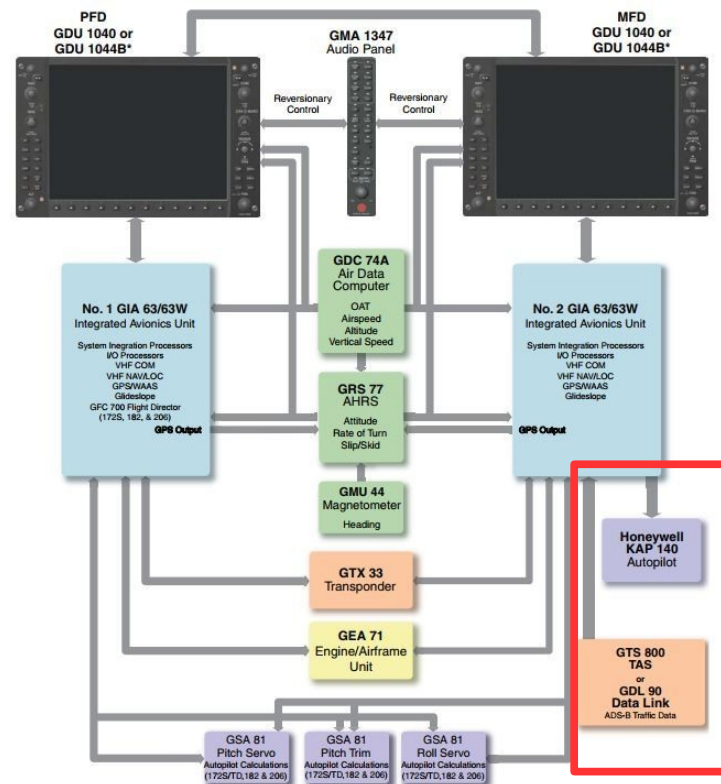 PFD
GDU 1040 or
GDU 1044B*
GMA 1347
Audio Panel
MFD
GDU 1040 or
GDU 1044B*
Reversionary
Control
Reversionary
Control
GDC 74A
Air Data
Computer
OAT
Airspeed
Altitude
Vertical Speed
No. 1 GIA 63/63W
Integrated Avionics Unit
System Inegration Processors
I/O Processors
VHF COM
VHF NAV/LOC
GPS/WAAS
Glideslope
GFC 700 Flight Director
(172S, 182, & 206)
GPS Output
No. 2 GIA 63/63W
Integrated Avionics Unit
System Integration Processors
I/O Processors
VHF COM
VHF NAV/LOC
GPS/WAAS
Glideslope
GPS Output
GRS 77
AHRS
Attitude
Rate of Turn
Slip/Skid
GMU 44
Magnetometer
Heading
Honeywell
KAP 140
Autopilot
GTX 33
Transponder
GEA 71
Engine/Airframe
Unit
GTS 800
TAS
or
GDL 90
Data Link
ADS-B Traffic Data
GSA 81
Pitch Servo
Autopilot Calculations
(172S/TD,182 & 206)
GSA 81
Pitch Trim
Autopilot Calculations
(172S/TD,182 & 206)
GSA 81
Roll Servo
Autopilot Calculations
(172S/TD,182 & 206)